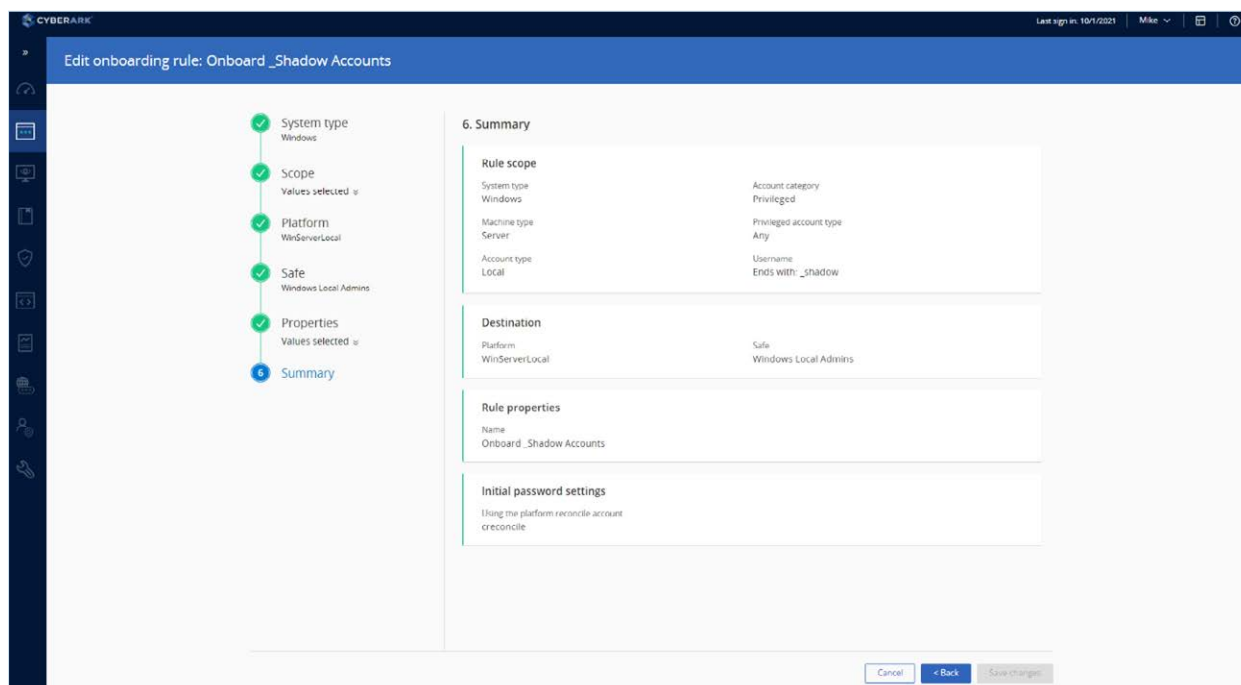 CYBERARK
Last sign in: 10/1/2021
Mike
Edit onboarding rule: Onboard _Shadow Accounts
System type
Windows
Scope
Values selected
Platform
WinServerLocal
Safe
Windows Local Admins
Properties
Values selected
6
Summary
6. Summary
Rule scope
System type
Windows
Account category
Privileged
Machine type
Server
Privileged account type
Any
Account type
Local
Username
Ends with: _shadow
Destination
Platform
WinServerLocal
Safe
Windows Local Admins
Rule properties
Name
Onboard _Shadow Accounts
Initial password settings
Using the platform reconcile account
creconcile
Cancel
< Back
Save changes